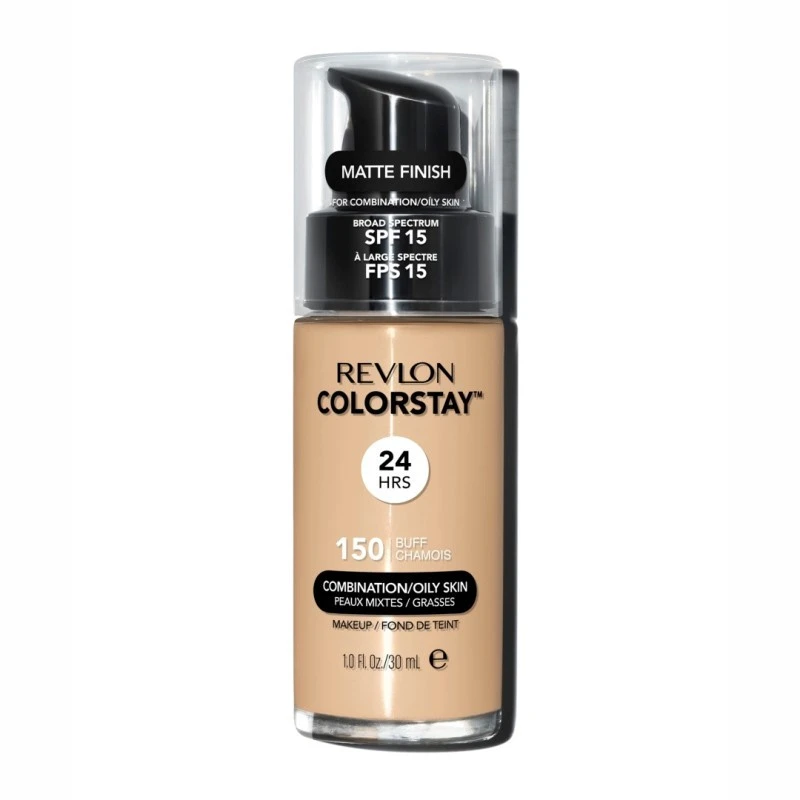 MATTE FINISH
FOR COMBINATION/OILY SKIN
BROAD SPECTRUM
SPF 15
À LARGE SPECTRE
FPS 15
REVLON
COLORSTAY™
24
HRS
150 BUFF
CHAMOIS
COMBINATION/OILY SKIN
PEAUX MIXTES / GRASSES
MAKEUP / FOND DE TEINT
1.0 Fl. Oz./30 mL ℮